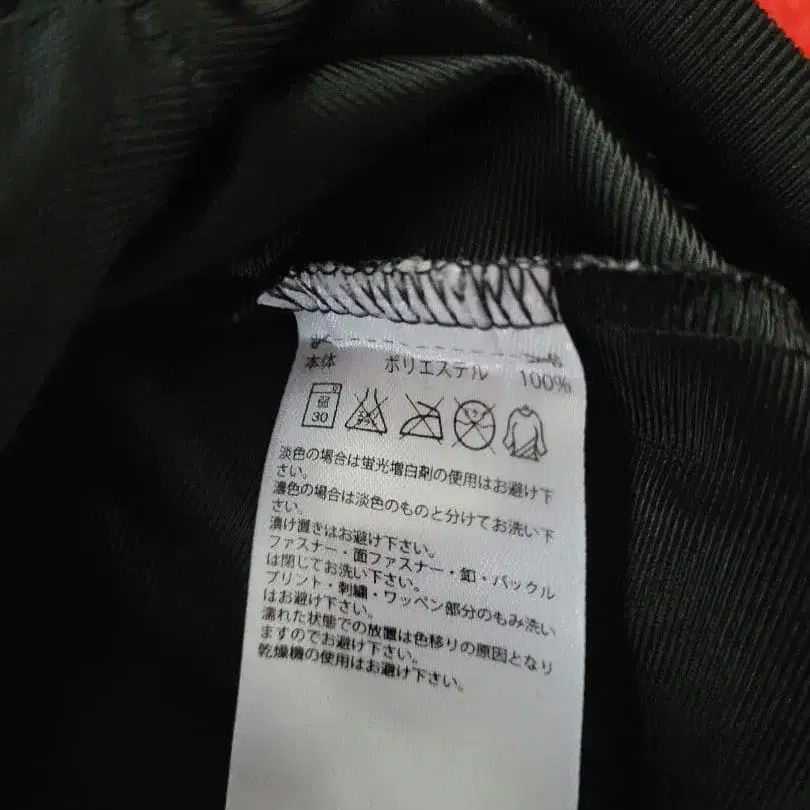 本体 ポリエステル 100%
弱
30
淡色の場合は蛍光増白剤の使用はお避け下
さい。
濃色の場合は淡色のものと分けてお洗い下
さい。
漬け置きはお避け下さい。
ファスナー・面ファスナー・釦・バックル
は閉じてお洗い下さい。
プリント・刺繍・ワッペン部分のもみ洗い
はお避け下さい。
濡れた状態での放置は色移りの原因となり
ますのでお避け下さい。
乾燥機の使用はお避け下さい。